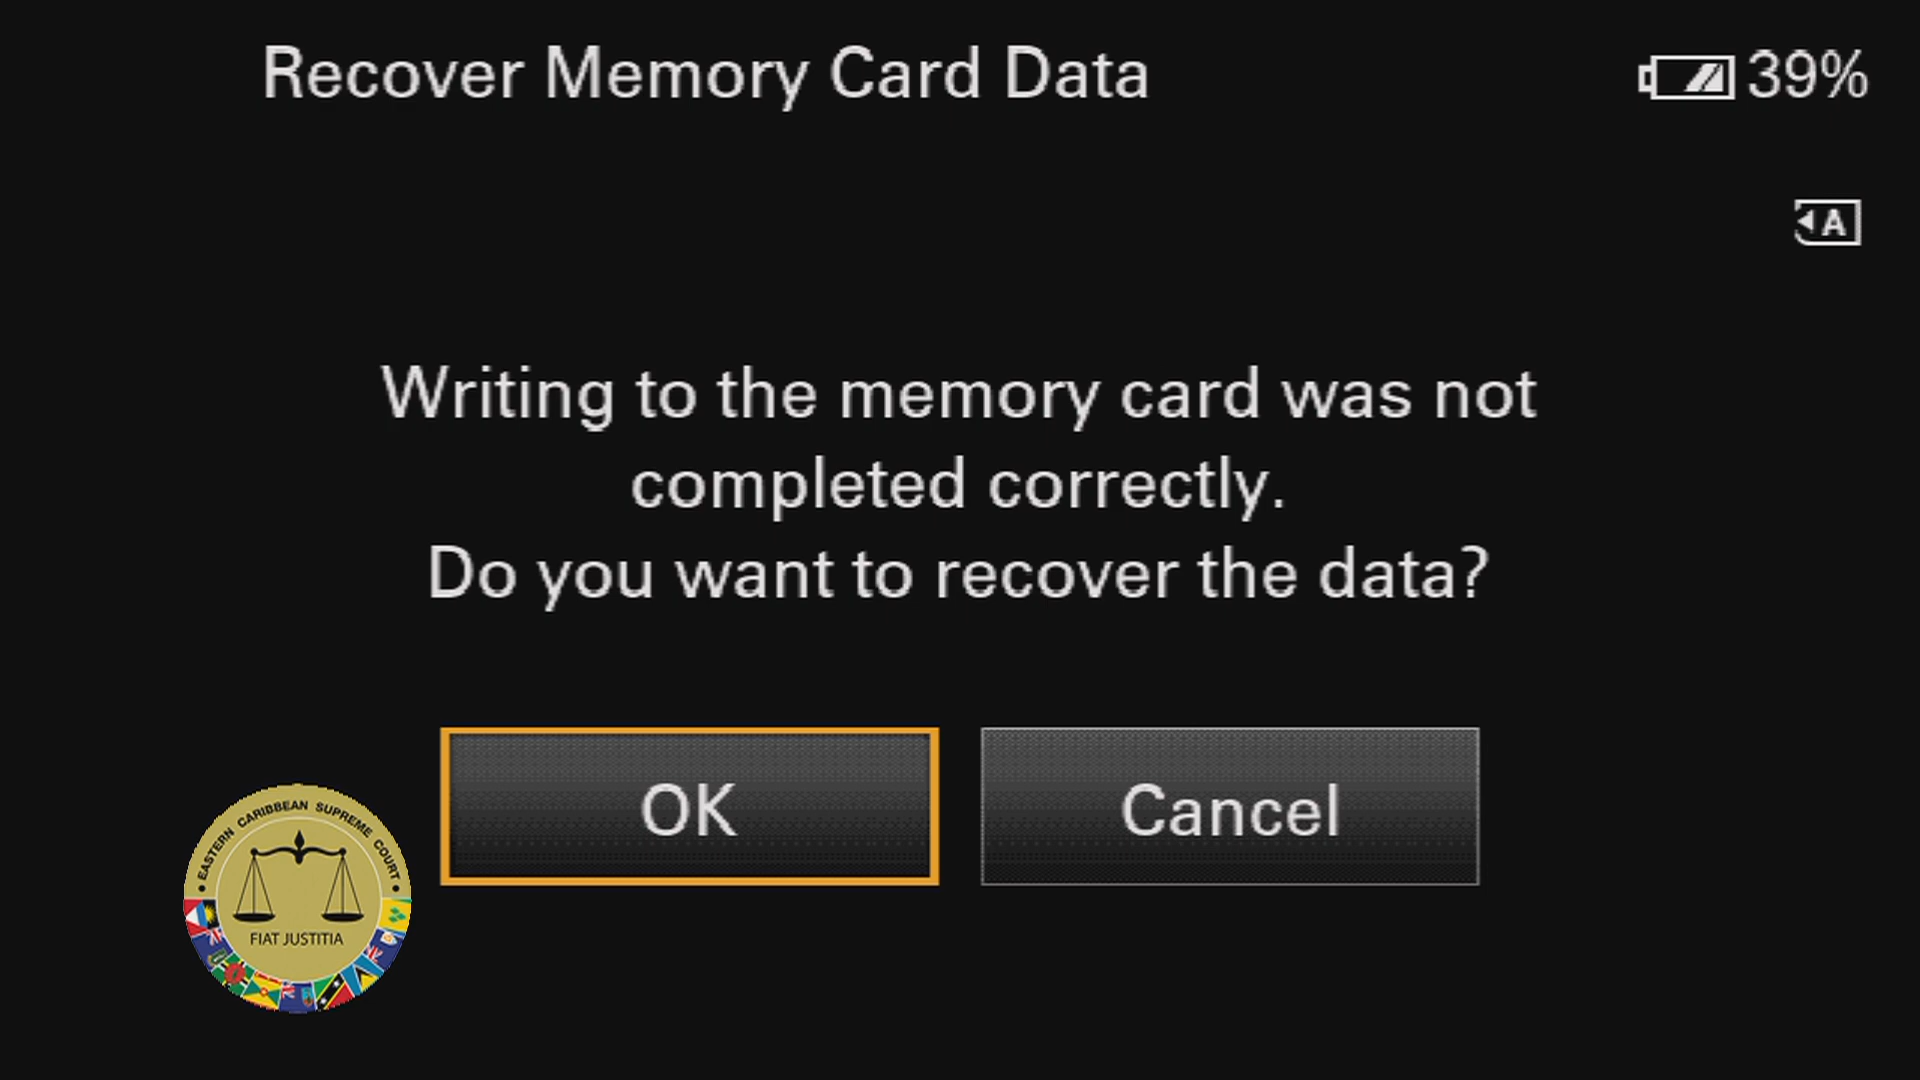 Recover Memory Card Data
39%
A
Writing to the memory card was not
completed correctly.
Do you want to recover the data?
OK
Cancel
• EASTERN CARIBBEAN SUPREME COURT •
FIAT JUSTITIA